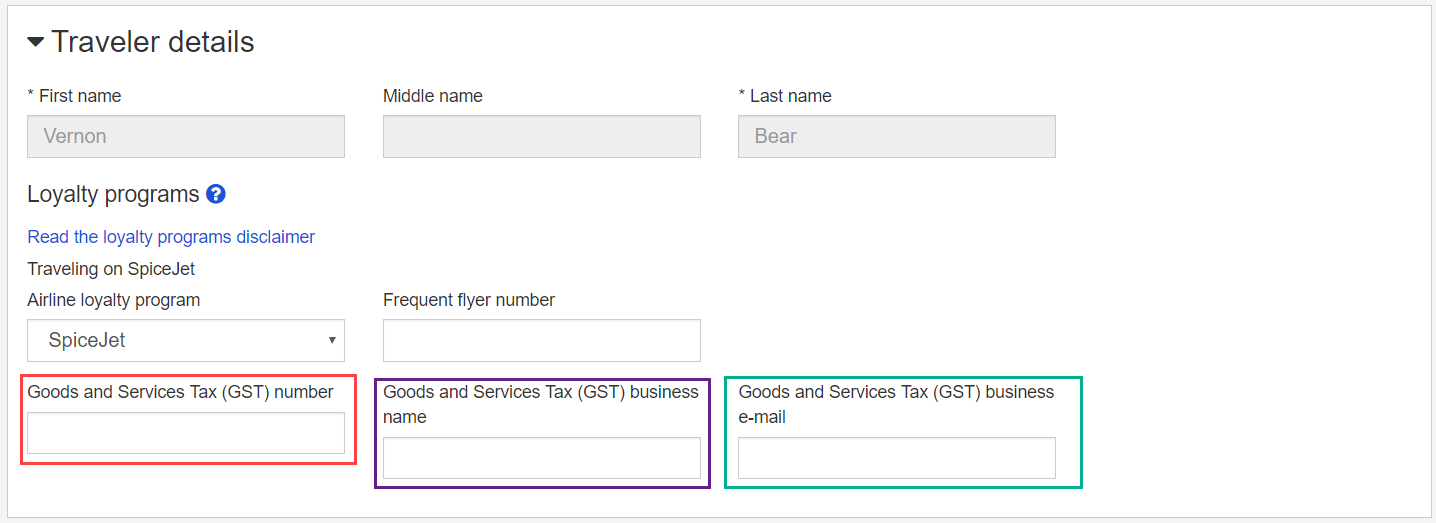 Traveler details
* First name
Middle name
* Last name
Vernon
Bear
Loyalty programs ?
Read the loyalty programs disclaimer
Traveling on SpiceJet
Airline loyalty program
Frequent flyer number
SpiceJet
Goods and Services Tax (GST) number
Goods and Services Tax (GST) business
name
Goods and Services Tax (GST) business
e-mail